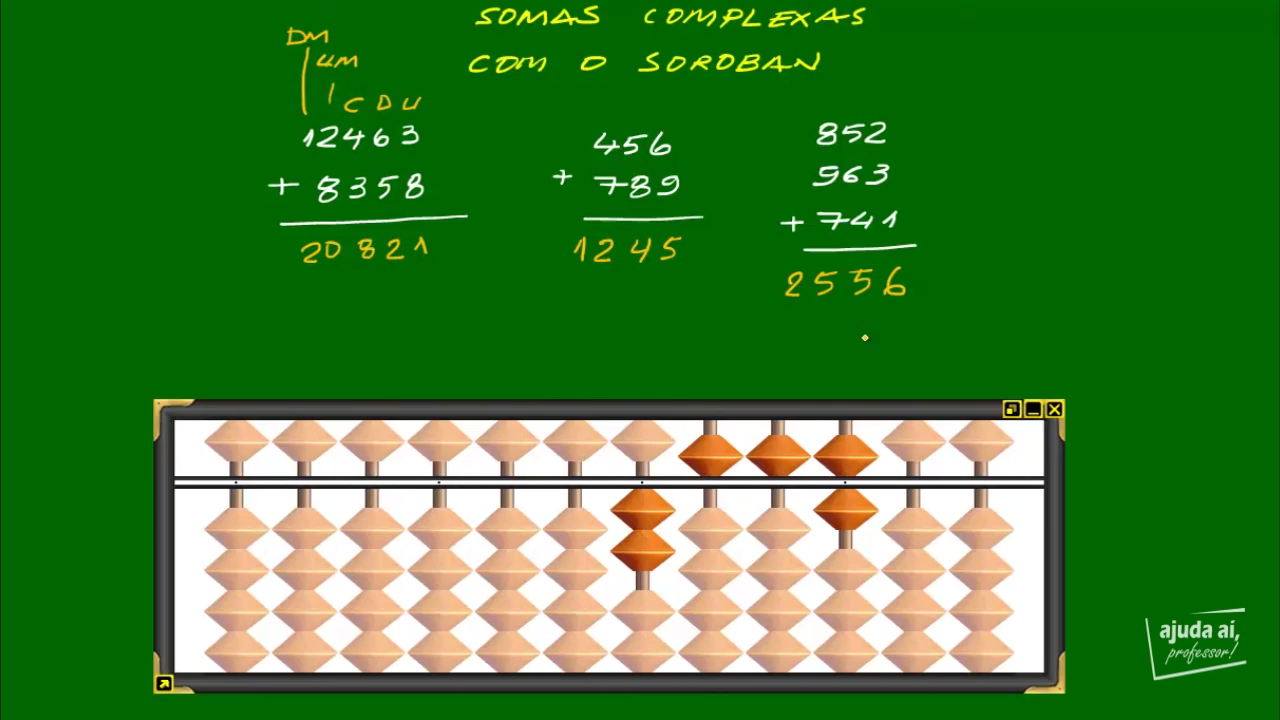 SOMAS COMPLEXAS
COM O SOROBAN
DM
UM
C D U
12463
+ 8358
20821
456
+ 789
1245
852
963
+ 741
2556
ajuda aí,
professor!